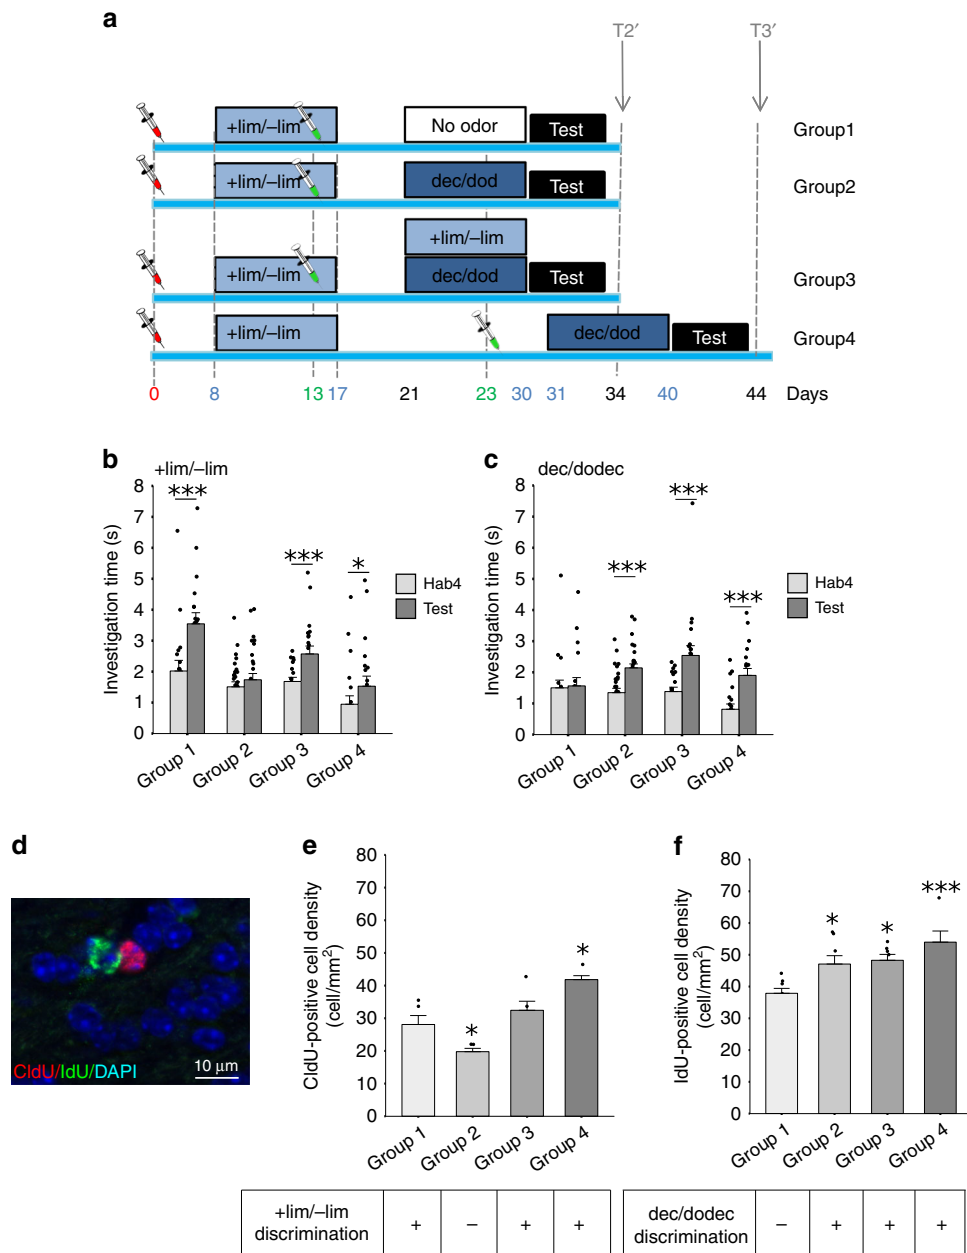 a
T2′ T3′
+lim/–lim No odor Test Group1
+lim/–lim dec/dod Test Group2
+lim/–lim
+lim/–lim dec/dod Test Group3
+lim/–lim dec/dod Test Group4
0 8 13 17 21 23 30 31 34 40 44 Days
b +lim/–lim
Investigation time (s)
8
7
6
5
4
3
2
1
0
*** *** *
Hab4
Test
Group 1 Group 2 Group 3 Group 4
c dec/dodec
Investigation time (s)
8
7
6
5
4
3
2
1
0
*** *** ***
Hab4
Test
Group 1 Group 2 Group 3 Group 4
d
CldU/IdU/DAPI
10 μm
e
CldU-positive cell density
(cell/mm²)
80
70
60
50
40
30
20
10
0
* *
Group 1 Group 2 Group 3 Group 4
+lim/–lim
discrimination + – + +
f
IdU-positive cell density
(cell/mm²)
80
70
60
50
40
30
20
10
0
* * ***
Group 1 Group 2 Group 3 Group 4
dec/dodec
discrimination – + + +